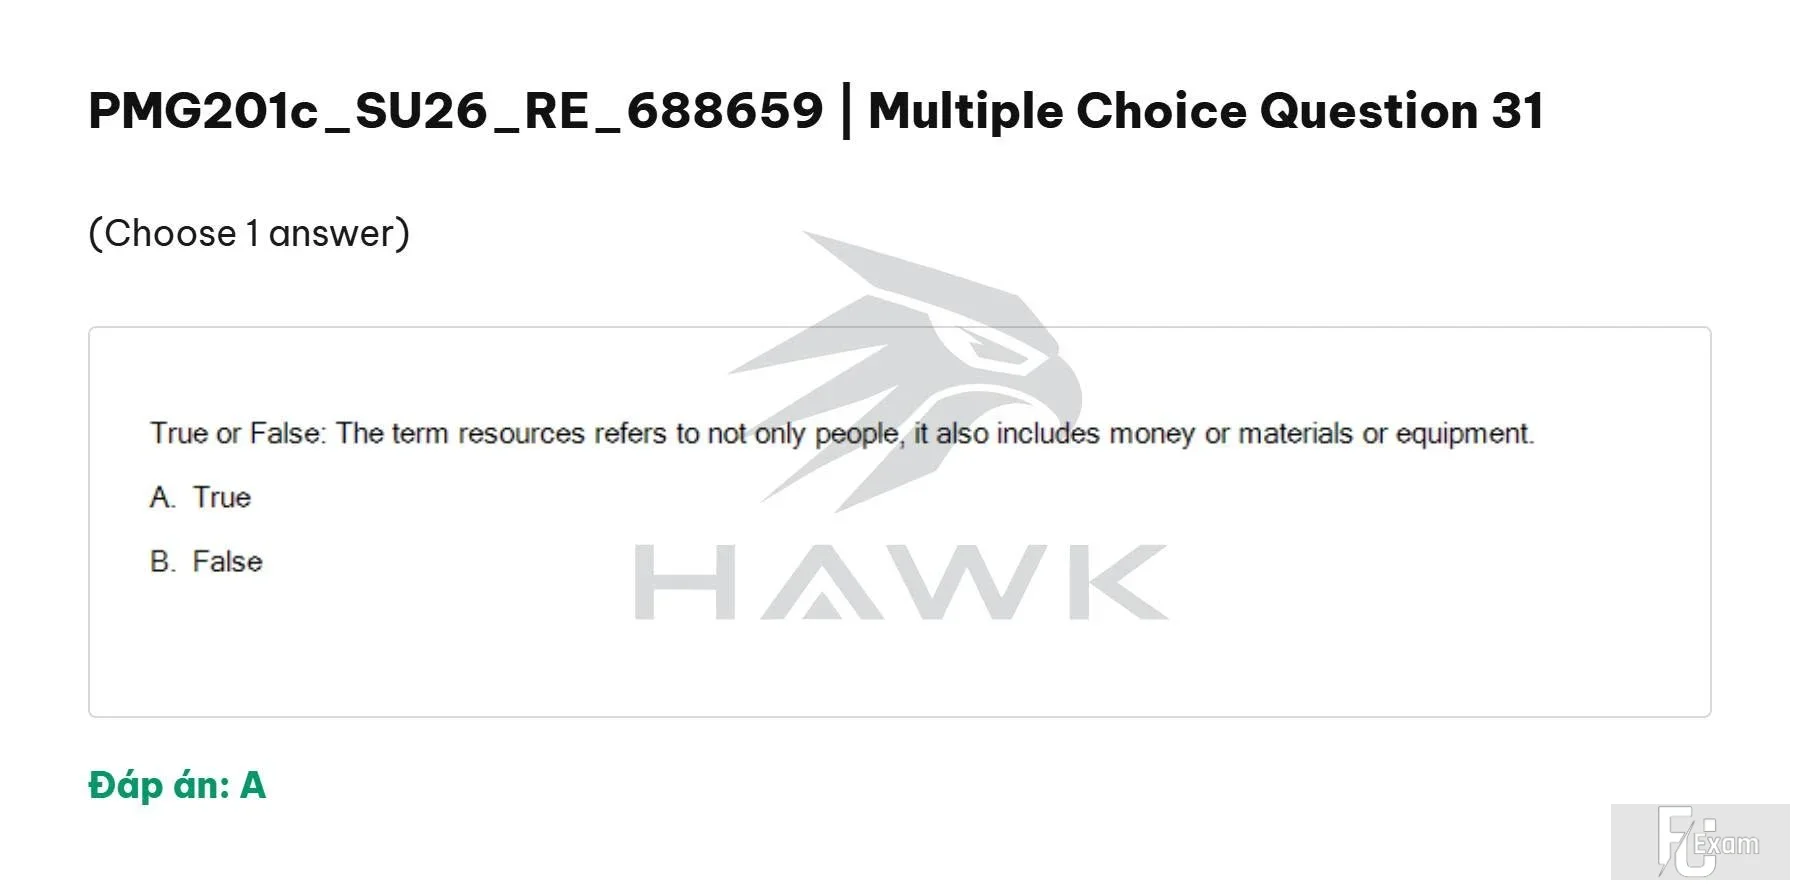 PMG201c_SU26_RE_688659 | Multiple Choice Question 31
(Choose 1 answer)
True or False: The term resources refers to not only people, it also includes money or materials or equipment.
A. True
B. False
HAWK
Đáp án: A
FU Exam